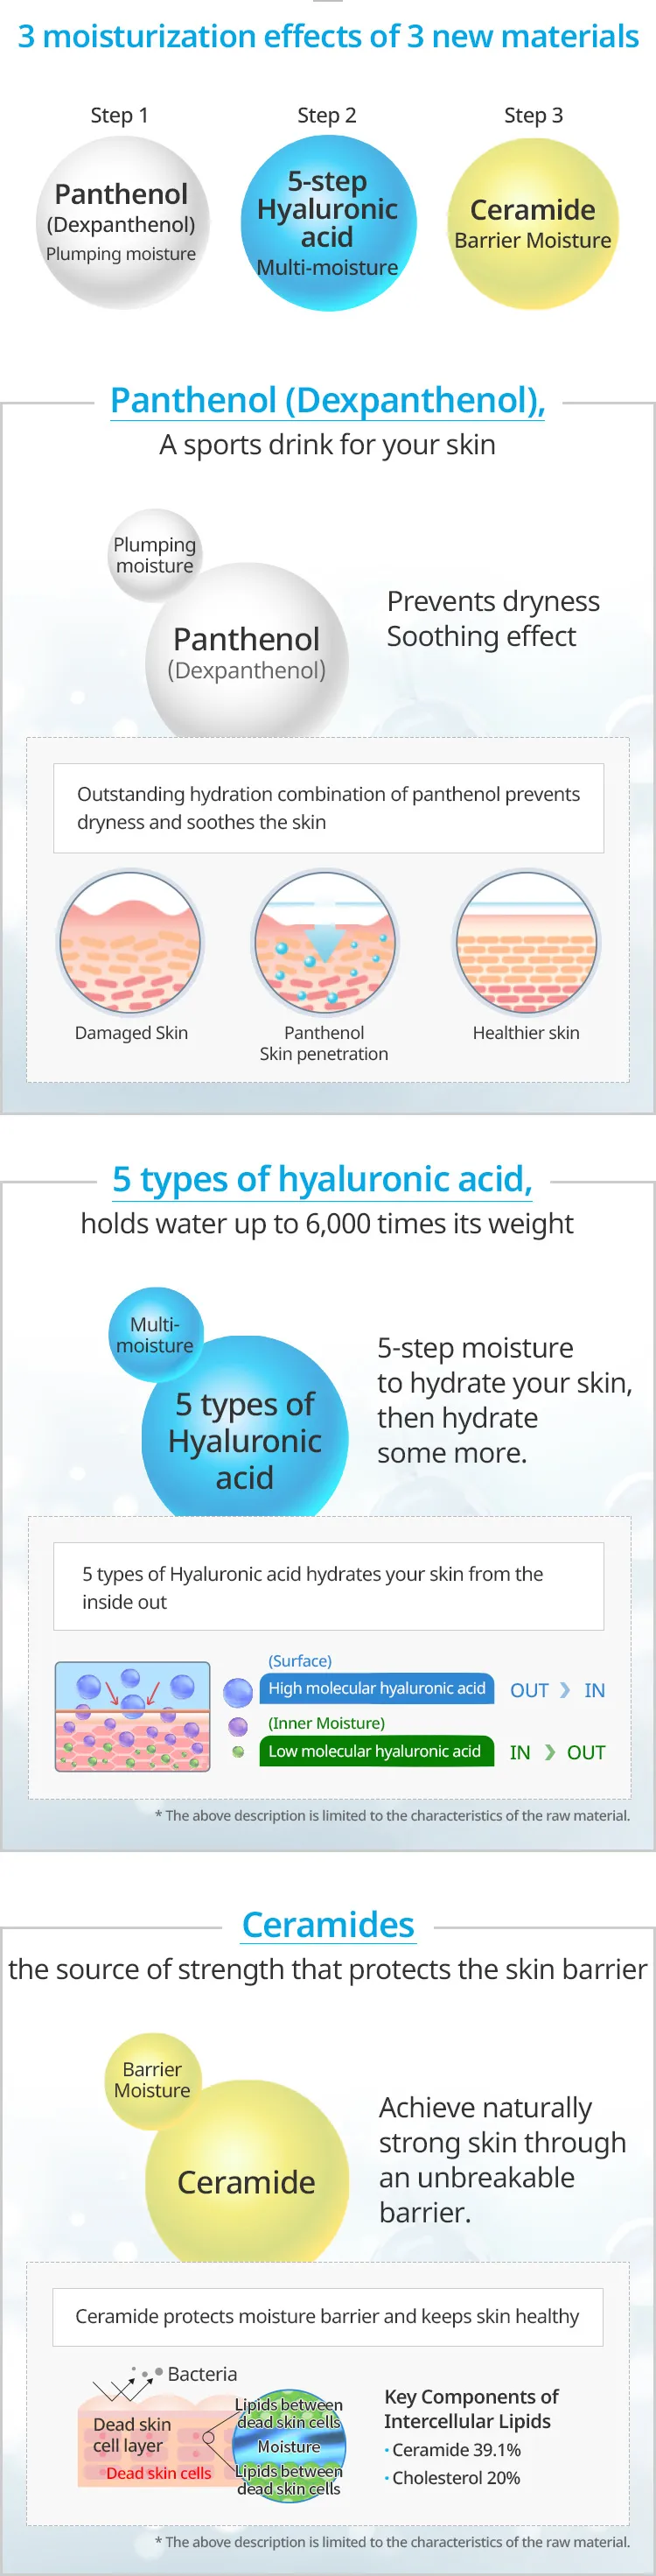 3 moisturization effects of 3 new materials
Step 1
Step 2
Step 3
Panthenol
(Dexpanthenol)
Plumping moisture
5-step
Hyaluronic
acid
Multi-moisture
Ceramide
Barrier Moisture
Panthenol (Dexpanthenol),
A sports drink for your skin
Plumping
moisture
Panthenol
(Dexpanthenol)
Prevents dryness
Soothing effect
Outstanding hydration combination of panthenol prevents
dryness and soothes the skin
Damaged Skin
Panthenol
Skin penetration
Healthier skin
5 types of hyaluronic acid,
holds water up to 6,000 times its weight
Multi-
moisture
5 types of
Hyaluronic
acid
5-step moisture
to hydrate your skin,
then hydrate
some more.
5 types of Hyaluronic acid hydrates your skin from the
inside out
(Surface)
High molecular hyaluronic acid
OUT > IN
(Inner Moisture)
Low molecular hyaluronic acid
IN > OUT
* The above description is limited to the characteristics of the raw material.
Ceramides
the source of strength that protects the skin barrier
Barrier
Moisture
Ceramide
Achieve naturally
strong skin through
an unbreakable
barrier.
Ceramide protects moisture barrier and keeps skin healthy
Bacteria
Dead skin
cell layer
Dead skin cells
Lipids between
dead skin cells
Moisture
Lipids between
dead skin cells
Key Components of
Intercellular Lipids
· Ceramide 39.1%
· Cholesterol 20%
* The above description is limited to the characteristics of the raw material.